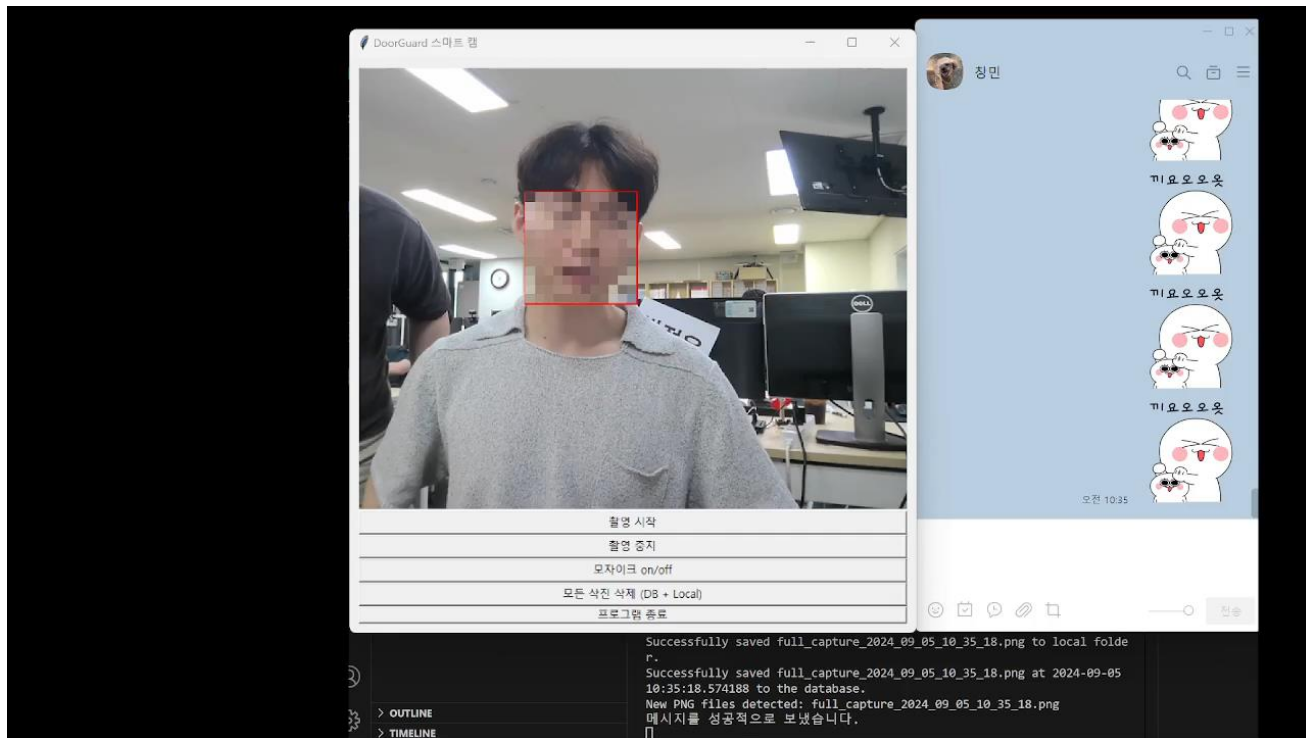 DoorGuard 스마트 캠
DELL
촬영 시작
촬영 중지
모자이크 on/off
모든 사진 삭제 (DB + Local)
프로그램 종료
창민
끼요오오옷
끼요오오옷
끼요오오옷
오전 10:35
전송
Successfully saved full_capture_2024_09_05_10_35_18.png to local folde
r.
Successfully saved full_capture_2024_09_05_10_35_18.png at 2024-09-05
10:35:18.574188 to the database.
New PNG files detected: full_capture_2024_09_05_10_35_18.png
메시지를 성공적으로 보냈습니다.
> OUTLINE
> TIMELINE